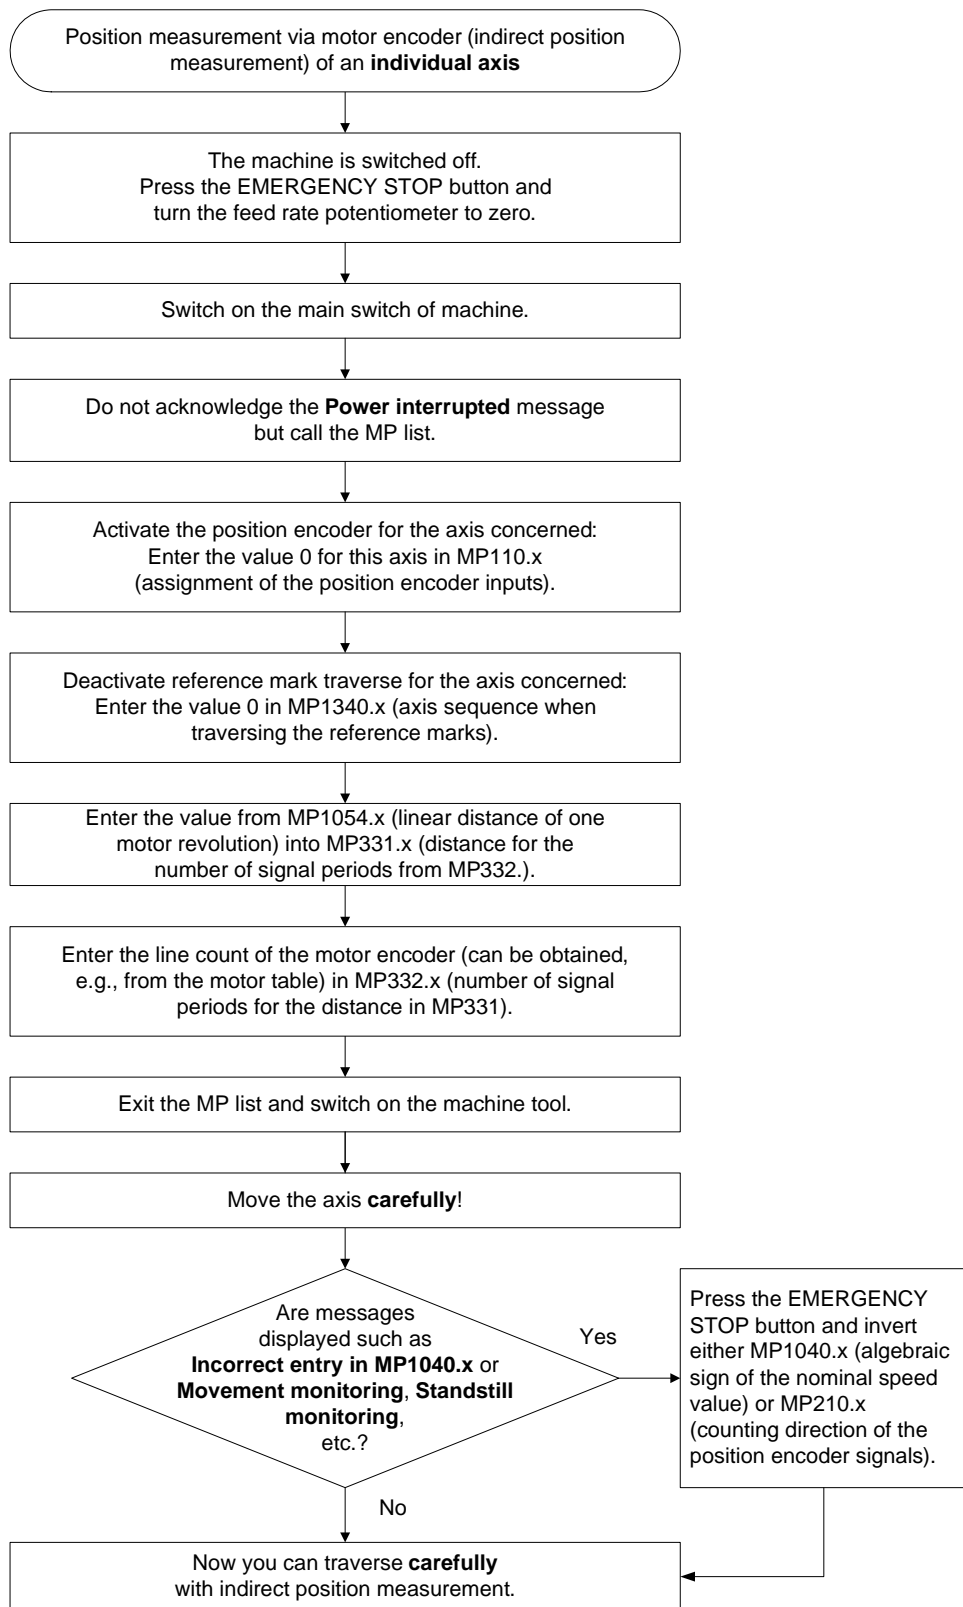 Position measurement via motor encoder (indirect position
measurement) of an individual axis
The machine is switched off.
Press the EMERGENCY STOP button and
turn the feed rate potentiometer to zero.
Switch on the main switch of machine.
Do not acknowledge the Power interrupted message
but call the MP list.
Activate the position encoder for the axis concerned:
Enter the value 0 for this axis in MP110.x
(assignment of the position encoder inputs).
Deactivate reference mark traverse for the axis concerned:
Enter the value 0 in MP1340.x (axis sequence when
traversing the reference marks).
Enter the value from MP1054.x (linear distance of one
motor revolution) into MP331.x (distance for the
number of signal periods from MP332.).
Enter the line count of the motor encoder (can be obtained,
e.g., from the motor table) in MP332.x (number of signal
periods for the distance in MP331).
Exit the MP list and switch on the machine tool.
Move the axis carefully!
Are messages
displayed such as
Incorrect entry in MP1040.x or
Movement monitoring, Standstill
monitoring,
etc.?
Yes
Press the EMERGENCY
STOP button and invert
either MP1040.x (algebraic
sign of the nominal speed
value) or MP210.x
(counting direction of the
position encoder signals).
No
Now you can traverse carefully
with indirect position measurement.